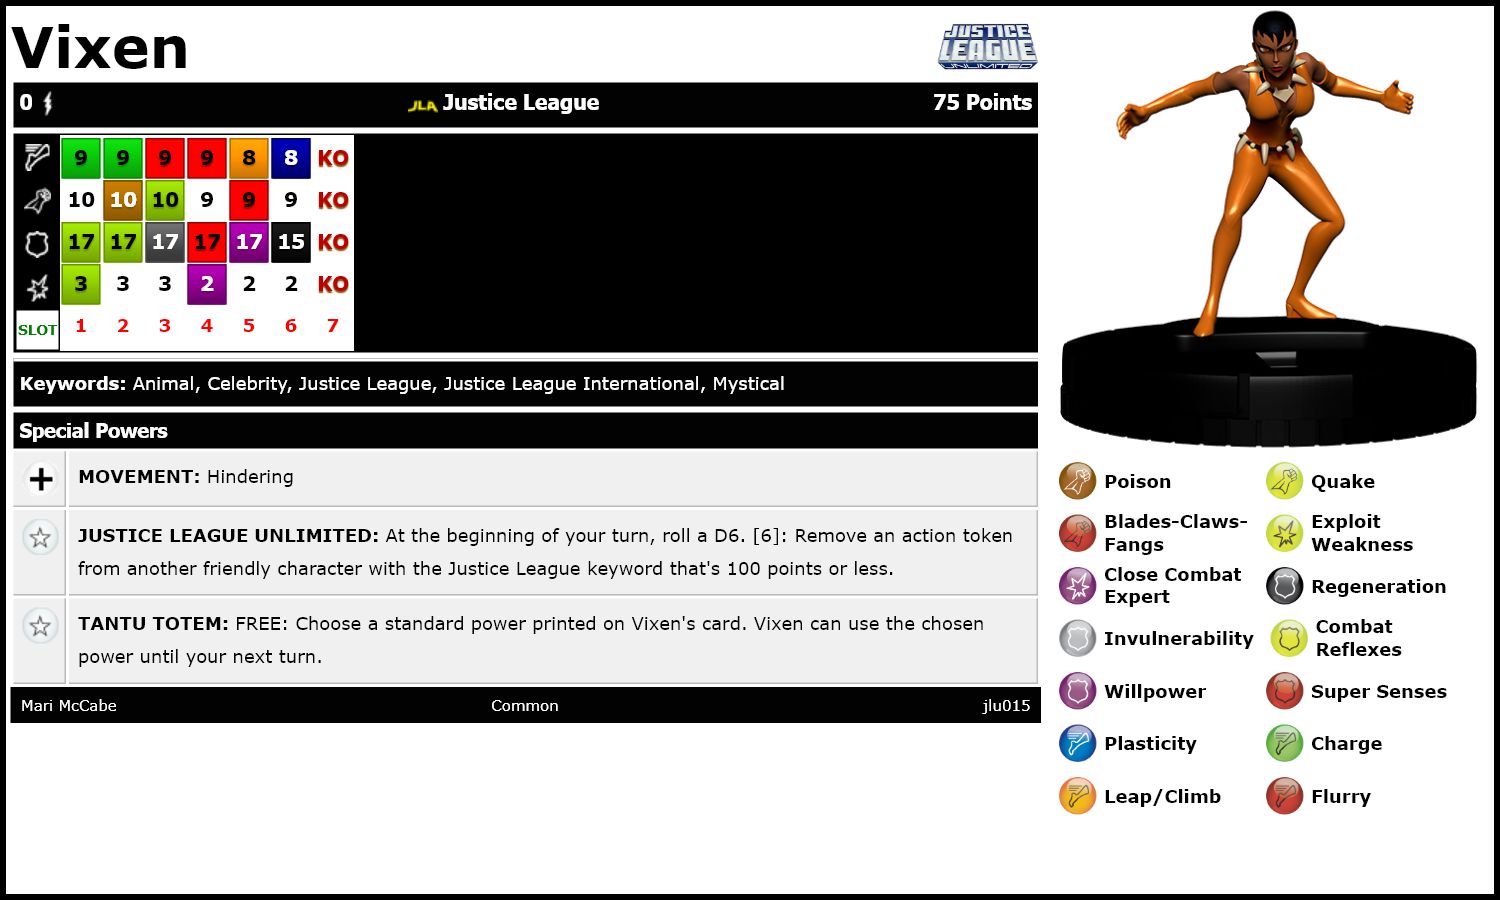 Vixen
JUSTICE
LEAGUE
UNLIMITED
0 JLA Justice League 75 Points
9 9 9 9 8 8 KO
10 10 10 9 9 9 KO
17 17 17 17 17 15 KO
3 3 3 2 2 2 KO
SLOT 1 2 3 4 5 6 7
Keywords: Animal, Celebrity, Justice League, Justice League International, Mystical
Special Powers
MOVEMENT: Hindering
JUSTICE LEAGUE UNLIMITED: At the beginning of your turn, roll a D6. [6]: Remove an action token
from another friendly character with the Justice League keyword that's 100 points or less.
TANTU TOTEM: FREE: Choose a standard power printed on Vixen's card. Vixen can use the chosen
power until your next turn.
Mari McCabe Common jlu015
Poison Quake
Blades-Claws-
Fangs
Exploit
Weakness
Close Combat
Expert
Regeneration
Invulnerability
Combat
Reflexes
Willpower Super Senses
Plasticity Charge
Leap/Climb Flurry